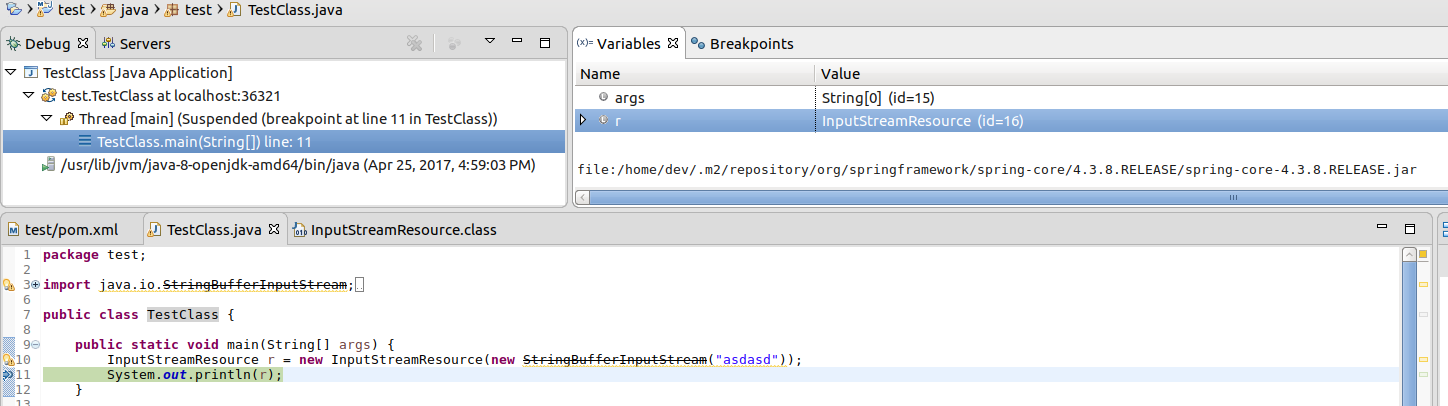 test java test TestClass.java
Debug Servers
TestClass [Java Application]
test.TestClass at localhost:36321
Thread [main] (Suspended (breakpoint at line 11 in TestClass))
TestClass.main(String[]) line: 11
/usr/lib/jvm/java-8-openjdk-amd64/bin/java (Apr 25, 2017, 4:59:03 PM)
(x)= Variables Breakpoints
Name Value
args String[0] (id=15)
r InputStreamResource (id=16)
file:/home/dev/.m2/repository/org/springframework/spring-core/4.3.8.RELEASE/spring-core-4.3.8.RELEASE.jar
test/pom.xml TestClass.java InputStreamResource.class
1 package test;
2
3 import java.io.StringBufferInputStream;
6
7 public class TestClass {
8
9 public static void main(String[] args) {
10 InputStreamResource r = new InputStreamResource(new StringBufferInputStream("asdasd"));
11 System.out.println(r);
12 }
13